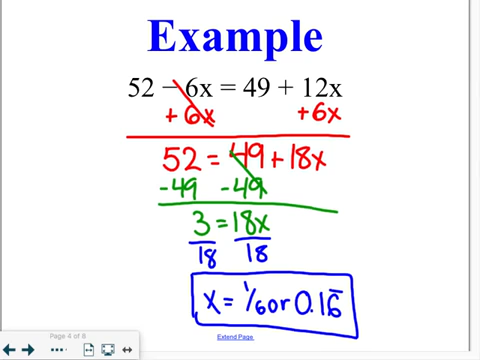 Example
52 − 6x = 49 + 12x
+ 6x +6x
52 = 49 + 18x
-49 -49
3 = 18x
18 18
x = 1/6 or 0.16̅
Page 4 of 8
Extend Page